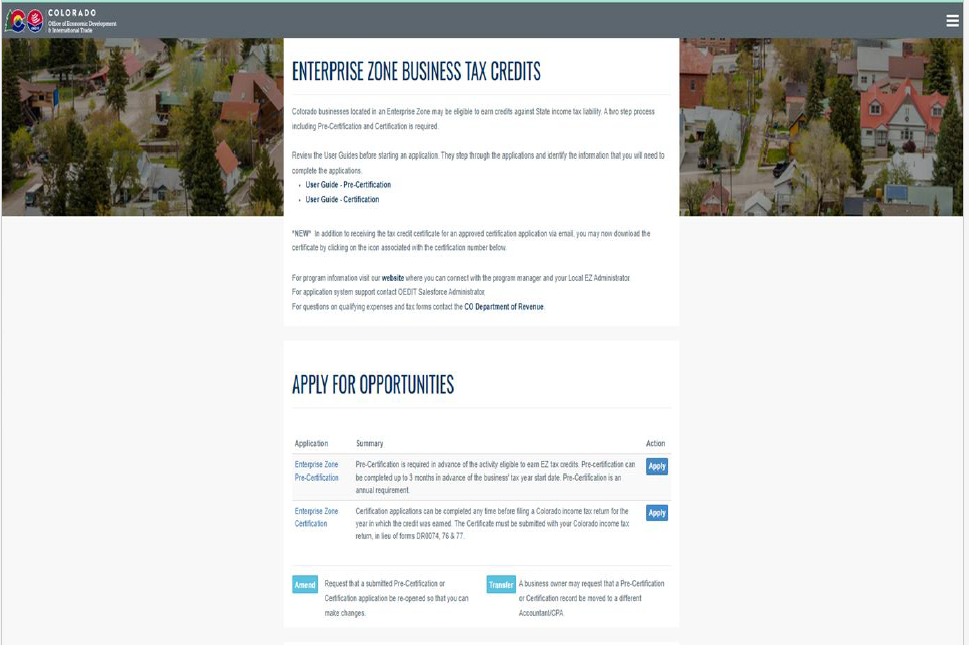 COLORADO
Office of Economic Development
& International Trade
ENTERPRISE ZONE BUSINESS TAX CREDITS
Colorado businesses located in an Enterprise Zone may be eligible to earn credits against State income tax liability. A two step process
including Pre-Certification and Certification is required.
Review the User Guides before starting an application. They step through the applications and identify the information that you will need to
complete the applications.
• User Guide - Pre-Certification
• User Guide - Certification
*NEW* In addition to receiving the tax credit certificate for an approved certification application via email, you may now download the
certificate by clicking on the icon associated with the certification number below.
For program information visit our website where you can connect with the program manager and your Local EZ Administrator.
For application system support contact OEDIT Salesforce Administrator.
For questions on qualifying expenses and tax forms contact the CO Department of Revenue.
APPLY FOR OPPORTUNITIES
Application Summary Action
Enterprise Zone Pre-Certification is required in advance of the activity eligible to earn EZ tax credits. Pre-certification can Apply
Pre-Certification be completed up to 3 months in advance of the business' tax year start date. Pre-Certification is an
annual requirement.
Enterprise Zone Certification applications can be completed any time before filing a Colorado income tax return for the Apply
Certification year in which the credit was earned. The Certificate must be submitted with your Colorado income tax
return, in lieu of forms DR0074, 76 & 77.
Amend Request that a submitted Pre-Certification or Transfer A business owner may request that a Pre-Certification
Certification application be re-opened so that you can or Certification record be moved to a different
make changes. Accountant/CPA.